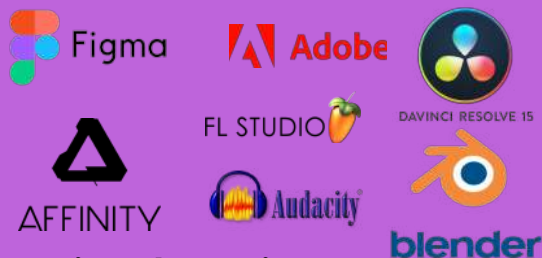 Figma
Adobe
DAVINCI RESOLVE 15
FL STUDIO
AFFINITY
Audacity
blender